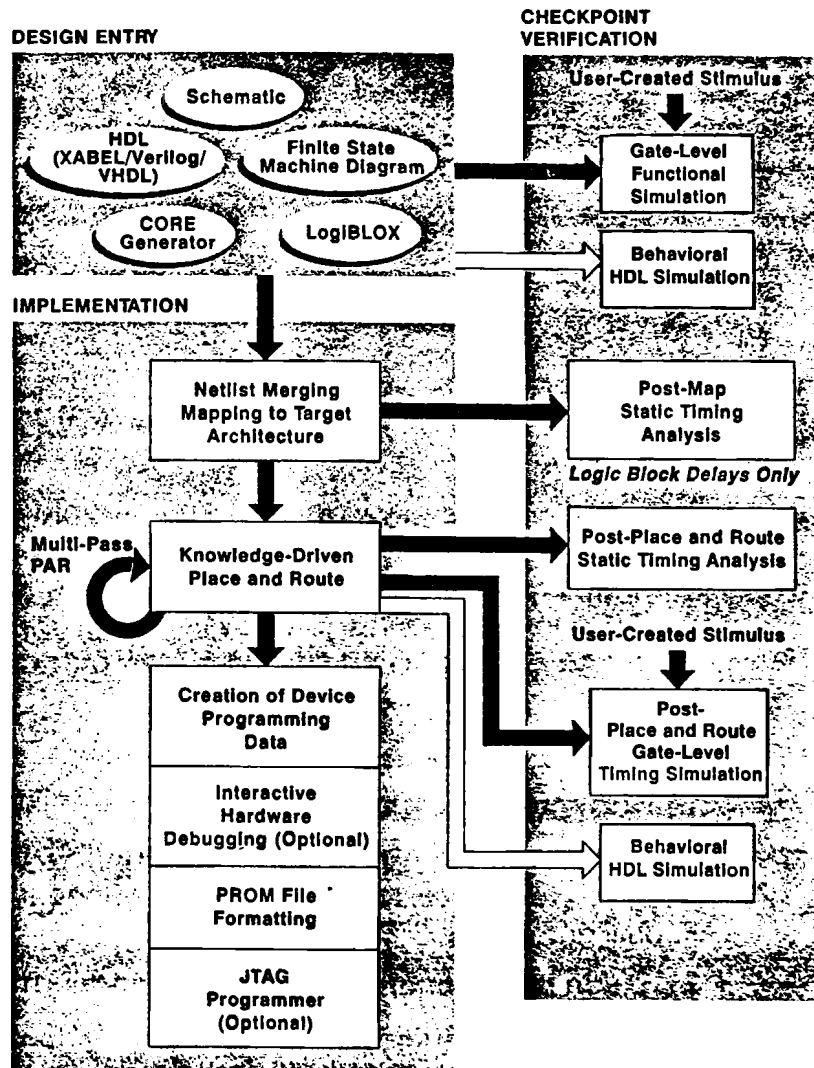 DESIGN ENTRY
Schematic
HDL
(XABEL/Verilog/
VHDL)
Finite State
Machine Diagram
CORE
Generator
LogiBLOX
IMPLEMENTATION
Netlist Merging
Mapping to Target
Architecture
Multi-Pass
PAR
Knowledge-Driven
Place and Route
Creation of Device
Programming
Data
Interactive
Hardware
Debugging (Optional)
PROM File
Formatting
JTAG
Programmer
(Optional)
CHECKPOINT
VERIFICATION
User-Created Stimulus
Gate-Level
Functional
Simulation
Behavioral
HDL Simulation
Post-Map
Static Timing
Analysis
Logic Block Delays Only
Post-Place and Route
Static Timing Analysis
User-Created Stimulus
Post-
Place and Route
Gate-Level
Timing Simulation
Behavioral
HDL Simulation